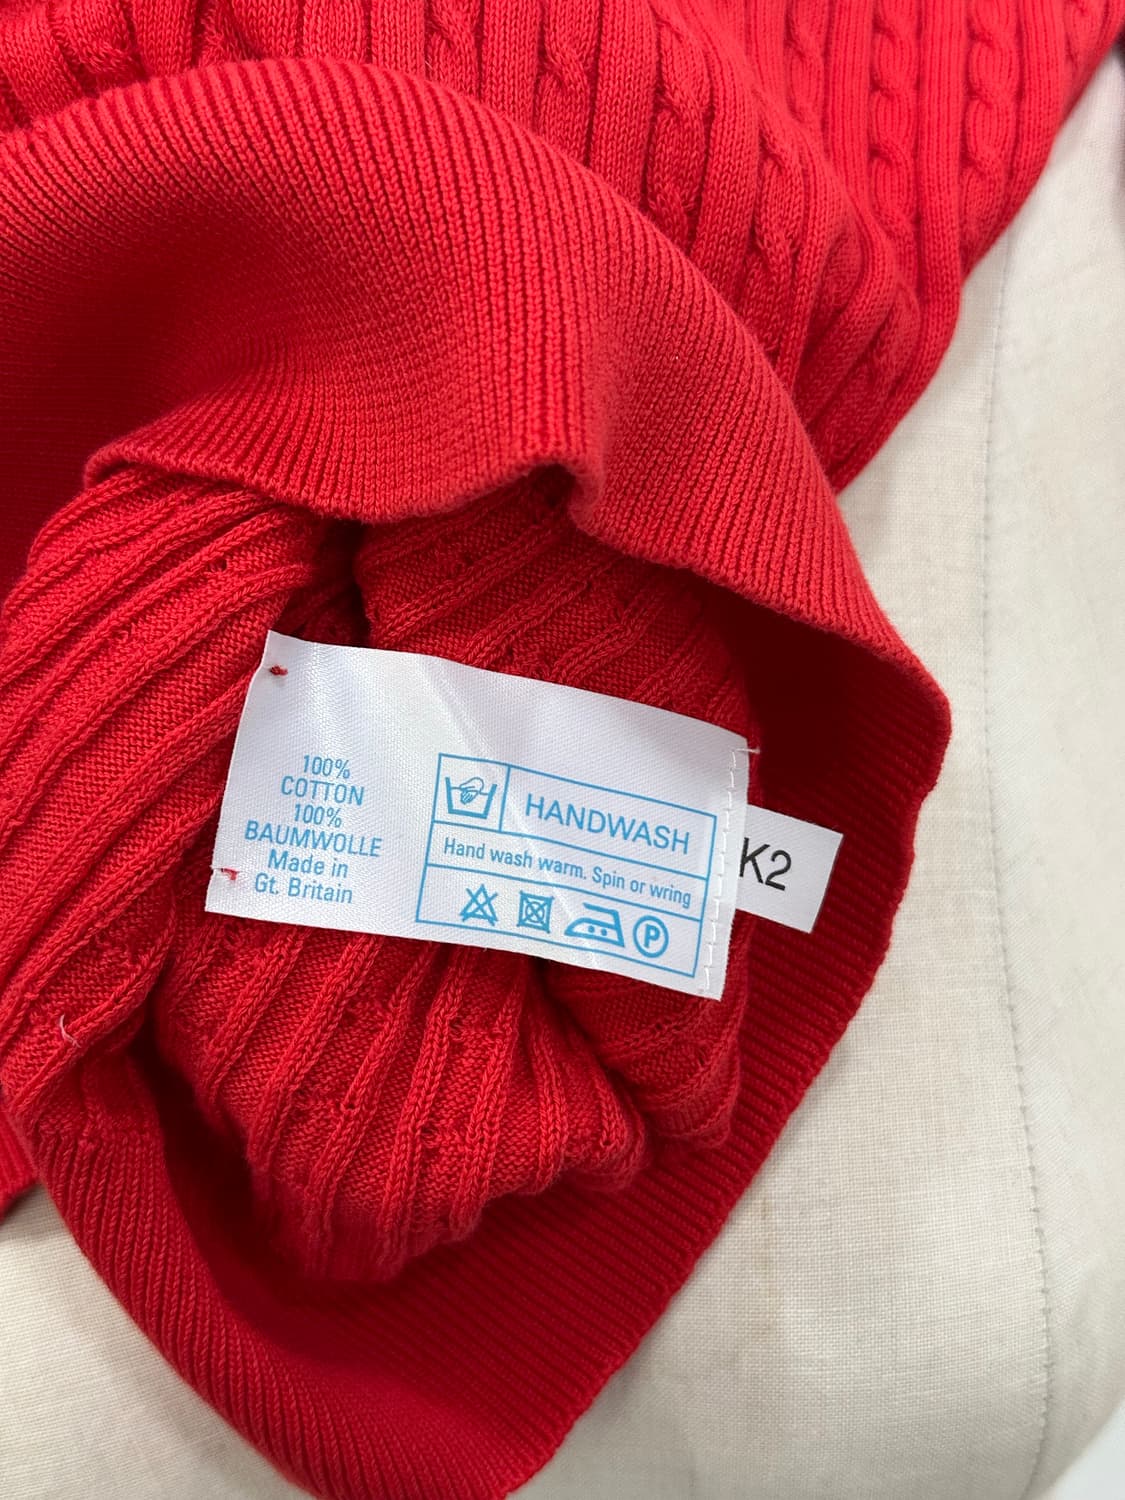 100%
COTTON
100%
BAUMWOLLE
Made in
Gt. Britain
HANDWASH
Hand wash warm. Spin or wring
P
K2